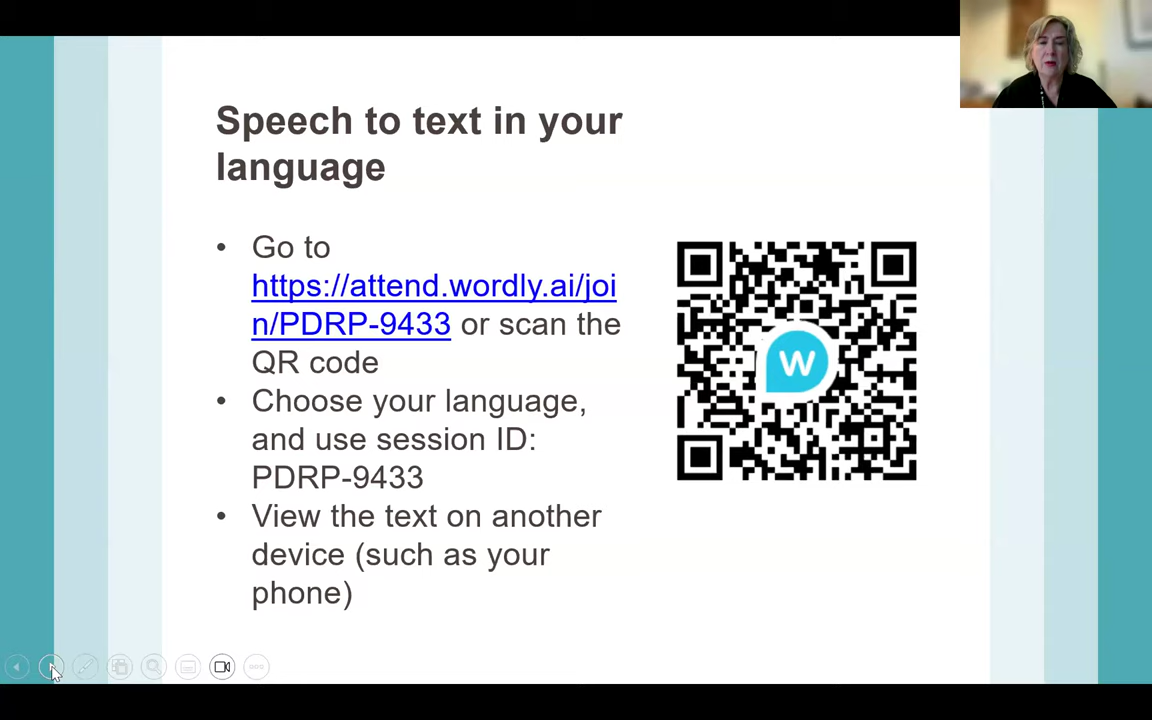 Speech to text in your
language
• Go to
https://attend.wordly.ai/joi
n/PDRP-9433 or scan the
QR code
• Choose your language,
and use session ID:
PDRP-9433
• View the text on another
device (such as your
phone)
W